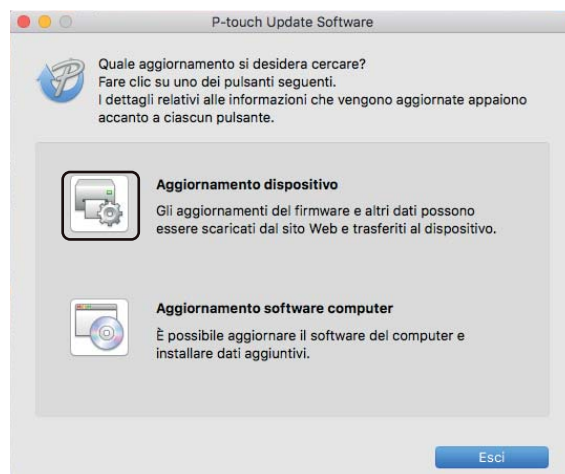 P-touch Update Software
Quale aggiornamento si desidera cercare?
Fare clic su uno dei pulsanti seguenti.
I dettagli relativi alle informazioni che vengono aggiornate appaiono
accanto a ciascun pulsante.
Aggiornamento dispositivo
Gli aggiornamenti del firmware e altri dati possono
essere scaricati dal sito Web e trasferiti al dispositivo.
Aggiornamento software computer
È possibile aggiornare il software del computer e
installare dati aggiuntivi.
Esci